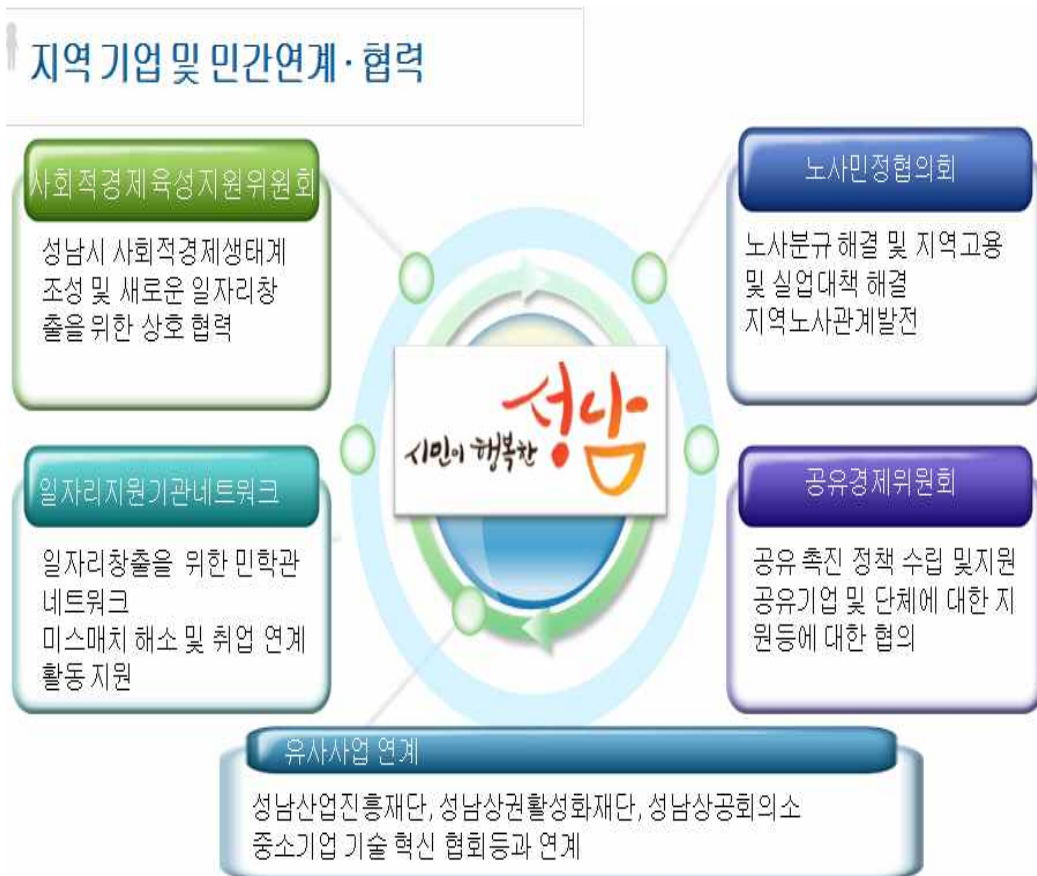 지역 기업 및 민간연계·협력
사회적경제육성지원위원회
성남시 사회적경제생태계
조성 및 새로운 일자리창
출을 위한 상호 협력
노사민정협의회
노사분규 해결 및 지역고용
및 실업대책 해결
지역노사관계발전
시민이 행복한 성남
일자리지원기관네트워크
일자리창출을 위한 민학관
네트워크
미스매치 해소 및 취업 연계
활동 지원
공유경제위원회
공유 촉진 정책 수립 및지원
공유기업 및 단체에 대한 지
원등에 대한 협의
유사사업 연계
성남산업진흥재단, 성남상권활성화재단, 성남상공회의소
중소기업 기술 혁신 협회등과 연계